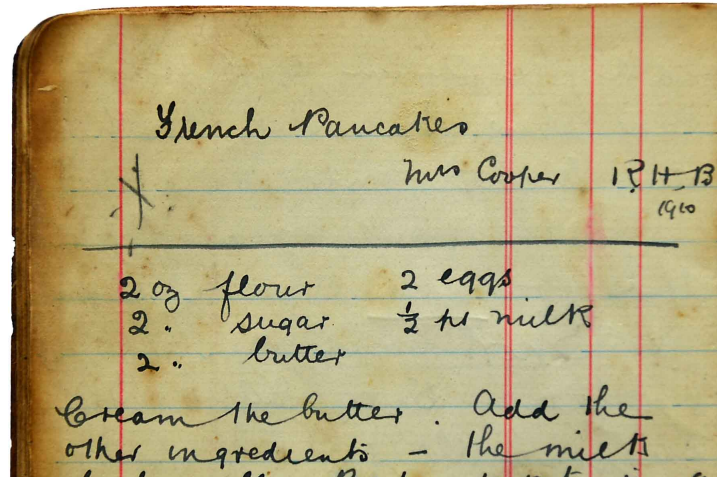 French Pancakes
Mrs Cooper R.H.B
1910
2 oz flour 2 eggs
2 " sugar ½ pt milk
2 " butter
Cream the butter. Add the
other ingredients – the milk